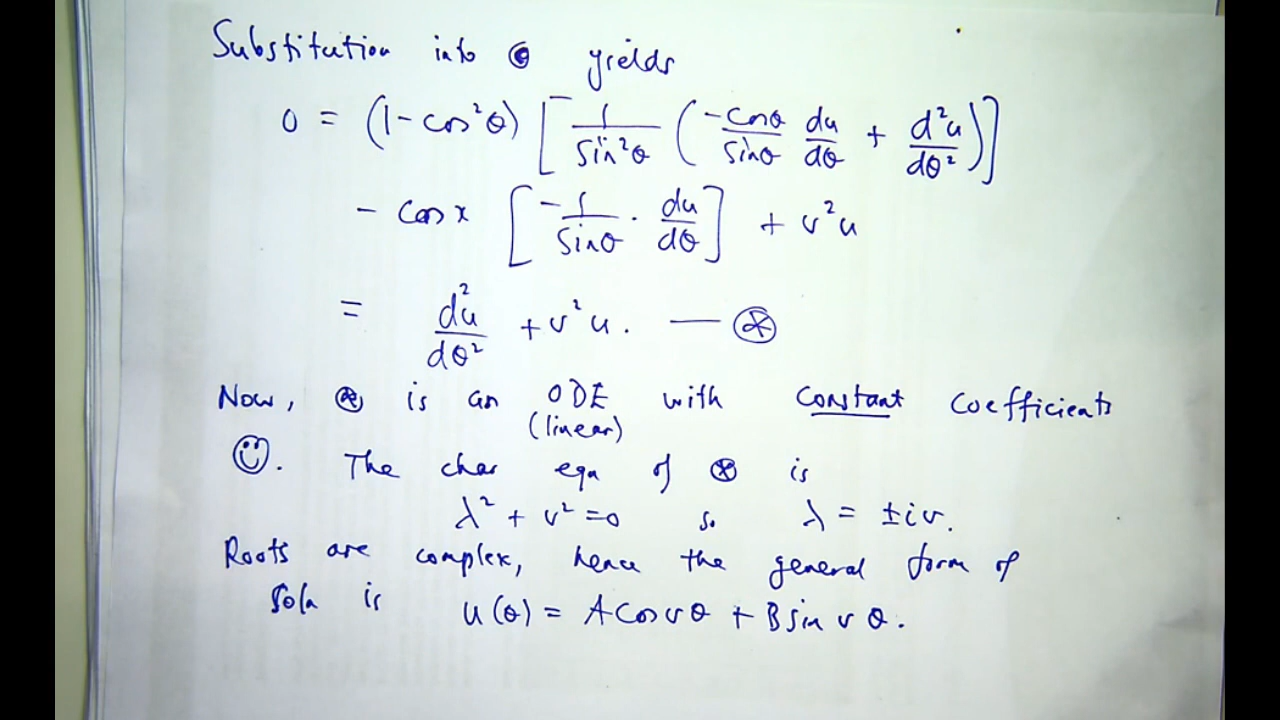 Substitution into © yields
0 = (1-cos²θ) [ 1/sin²θ ( -cosθ/sinθ du/dθ + d²u/dθ² ) ]
- cos x [ -1/sinθ · du/dθ ] + v²u
= d²u/dθ² + v²u. — ⊛
Now, ⊛ is an ODE with constant coefficients
(linear)
☺. The char eqn of ⊛ is
λ² + v² = 0 so λ = ±iv.
Roots are complex, hence the general form of
soln is u(θ) = A cos vθ + B sin vθ.